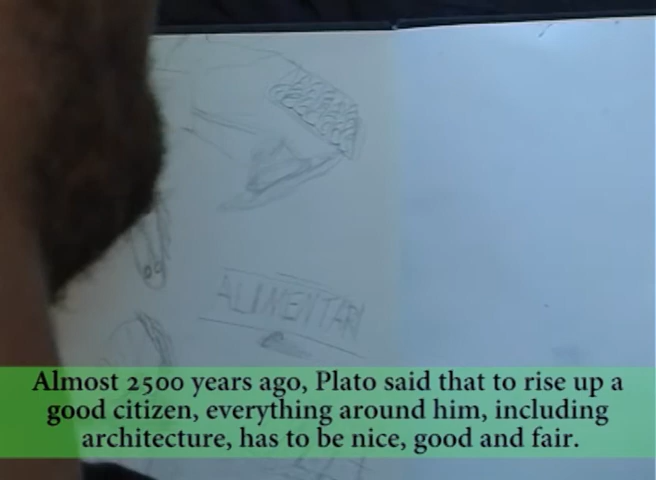 ALIMENTARI
Almost 2500 years ago, Plato said that to rise up a
good citizen, everything around him, including
architecture, has to be nice, good and fair.